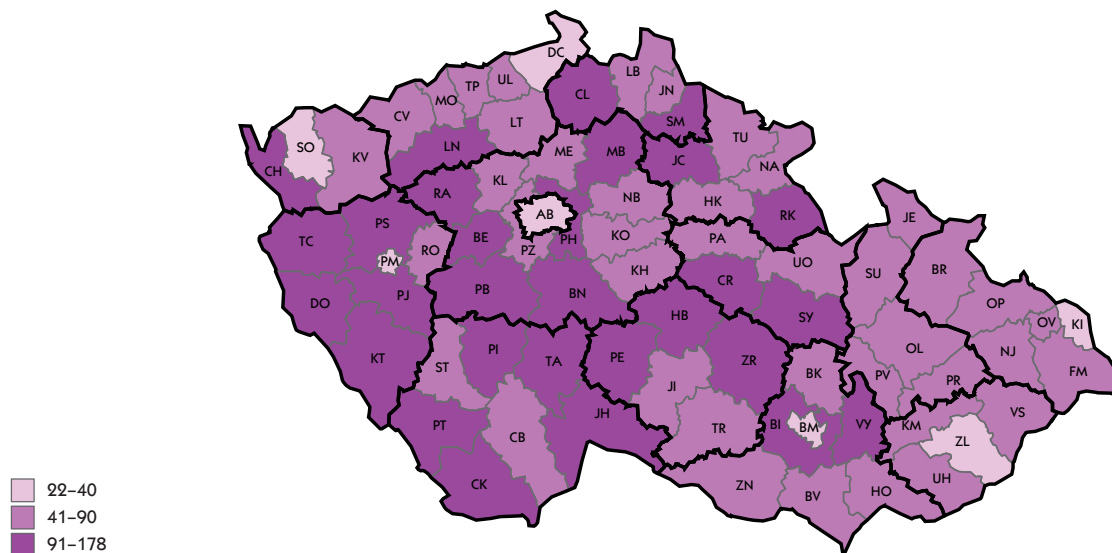 DC
LB
TP
UL
JN
CL
MO
CV
LT
SM
TU
SO
KV
LN
ME
MB
JC
NA
CH
KL
RA
NB
HK
AB
RK
JE
PS
BE
PH
KO
PA
TC
RO
PZ
UO
PM
KH
SU
BR
PJ
PB
BN
CR
OP
DO
HB
SY
OV
KI
KT
PI
TA
PE
ZR
OL
NJ
ST
JI
BK
PV
PR
FM
PT
CB
JH
TR
BI
BM
VY
KM
VS
ZL
CK
ZN
BV
HO
UH
22–40
41–90
91–178